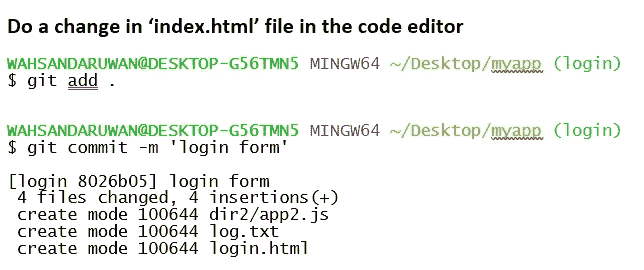 Do a change in ‘index.html’ file in the code editor
WAHSANDARUWAN@DESKTOP-G56TMN5 MINGW64 ~/Desktop/myapp (login)
$ git add .
WAHSANDARUWAN@DESKTOP-G56TMN5 MINGW64 ~/Desktop/myapp (login)
$ git commit -m 'login form'
[login 8026b05] login form
4 files changed, 4 insertions(+)
create mode 100644 dir2/app2.js
create mode 100644 log.txt
create mode 100644 login.html